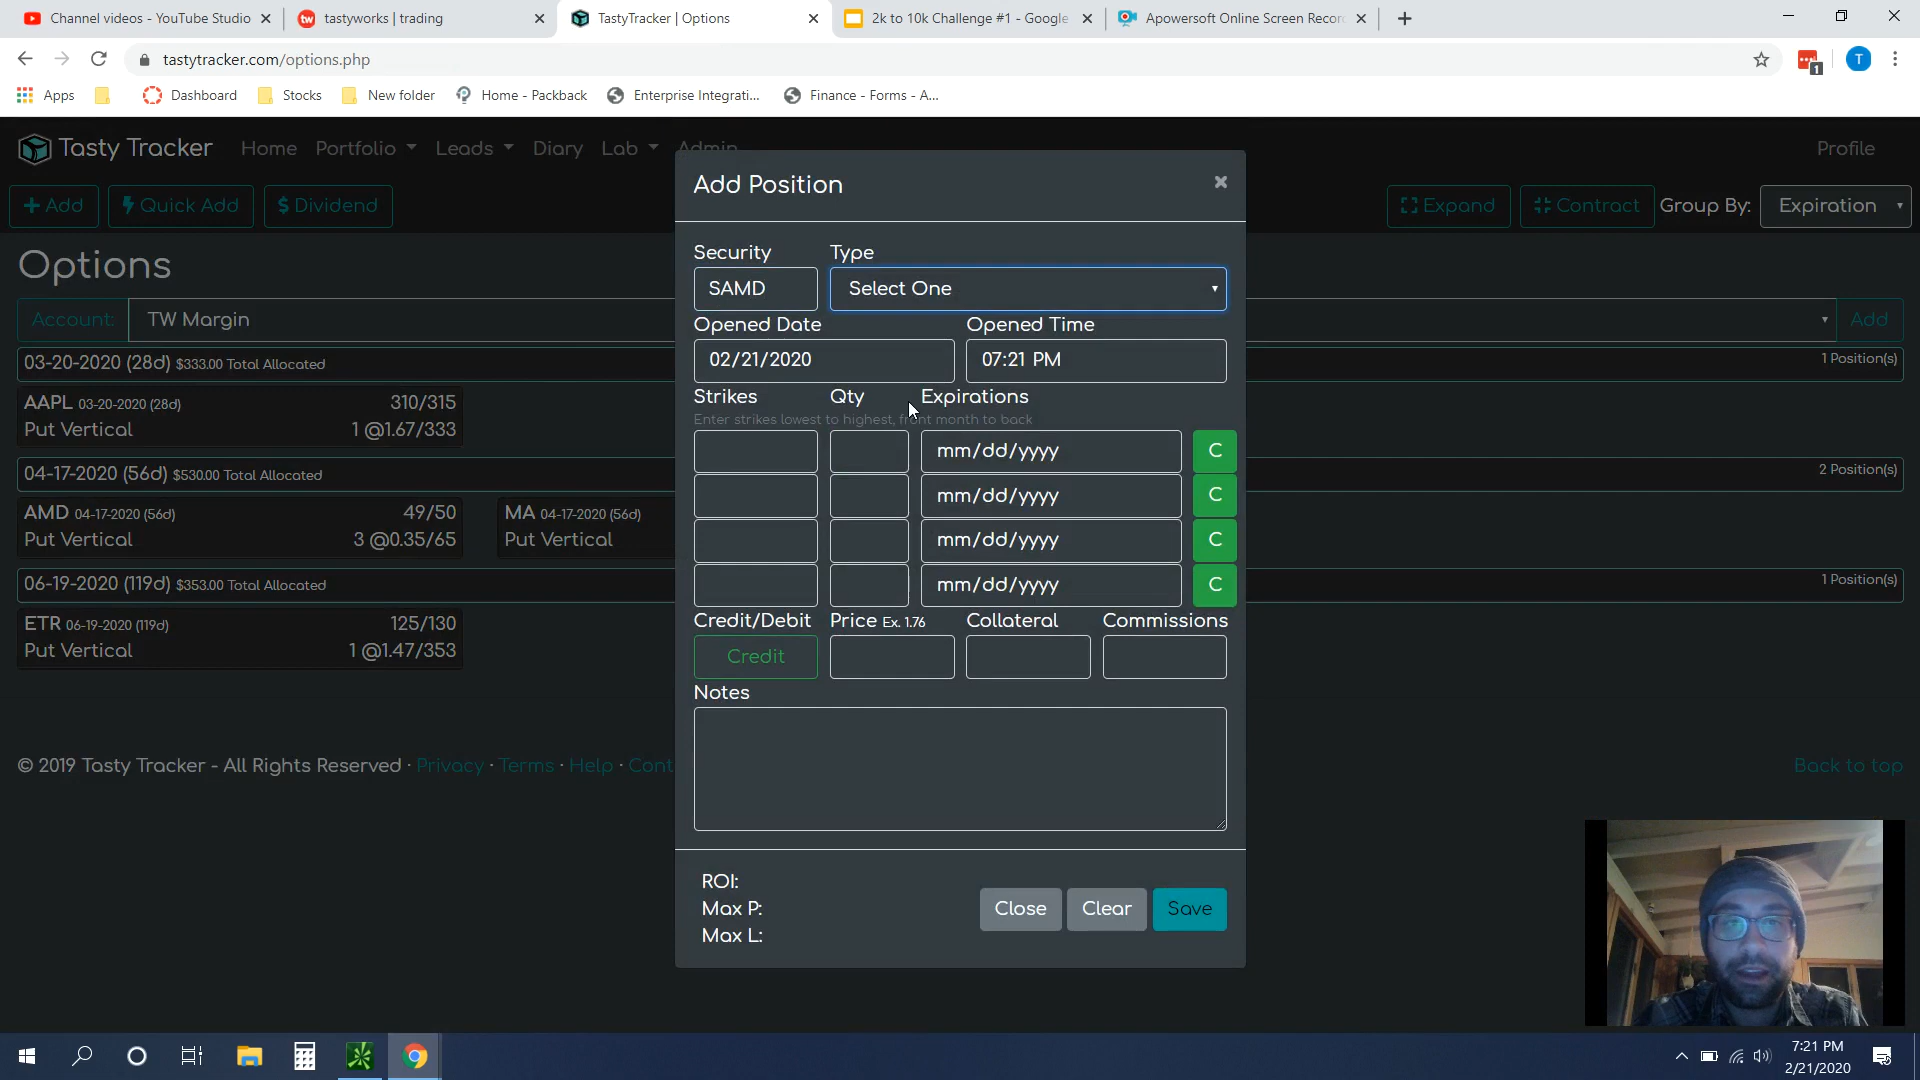 Channel videos - YouTube Studio
tastyworks | trading
TastyTracker | Options
2k to 10k Challenge #1 - Google
Apowersoft Online Screen Recor
tastytracker.com/options.php
1
T
Apps
Dashboard
Stocks
New folder
Home - Packback
Enterprise Integrati...
Finance - Forms - A...
Tasty Tracker
Home
Portfolio
Leads
Diary
Lab
Admin
Profile
Add
Quick Add
$ Dividend
Expand
Contract
Group By:
Expiration
Options
Account:
TW Margin
Add
03-20-2020 (28d) $333.00 Total Allocated
1 Position(s)
AAPL 03-20-2020 (28d)
310/315
Put Vertical
1 @1.67/333
04-17-2020 (56d) $530.00 Total Allocated
2 Position(s)
AMD 04-17-2020 (56d)
49/50
Put Vertical
3 @0.35/65
MA 04-17-2020 (56d)
Put Vertical
06-19-2020 (119d) $353.00 Total Allocated
1 Position(s)
ETR 06-19-2020 (119d)
125/130
Put Vertical
1 @1.47/353
© 2019 Tasty Tracker - All Rights Reserved · Privacy · Terms · Help · Cont
Back to top
Add Position
Security
Type
SAMD
Select One
Opened Date
Opened Time
02/21/2020
07:21 PM
Strikes
Qty
Expirations
Enter strikes lowest to highest, front month to back
mm/dd/yyyy
C
mm/dd/yyyy
C
mm/dd/yyyy
C
mm/dd/yyyy
C
Credit/Debit
Price Ex. 1.76
Collateral
Commissions
Credit
Notes
ROI:
Max P:
Max L:
Close
Clear
Save
7:21 PM
2/21/2020